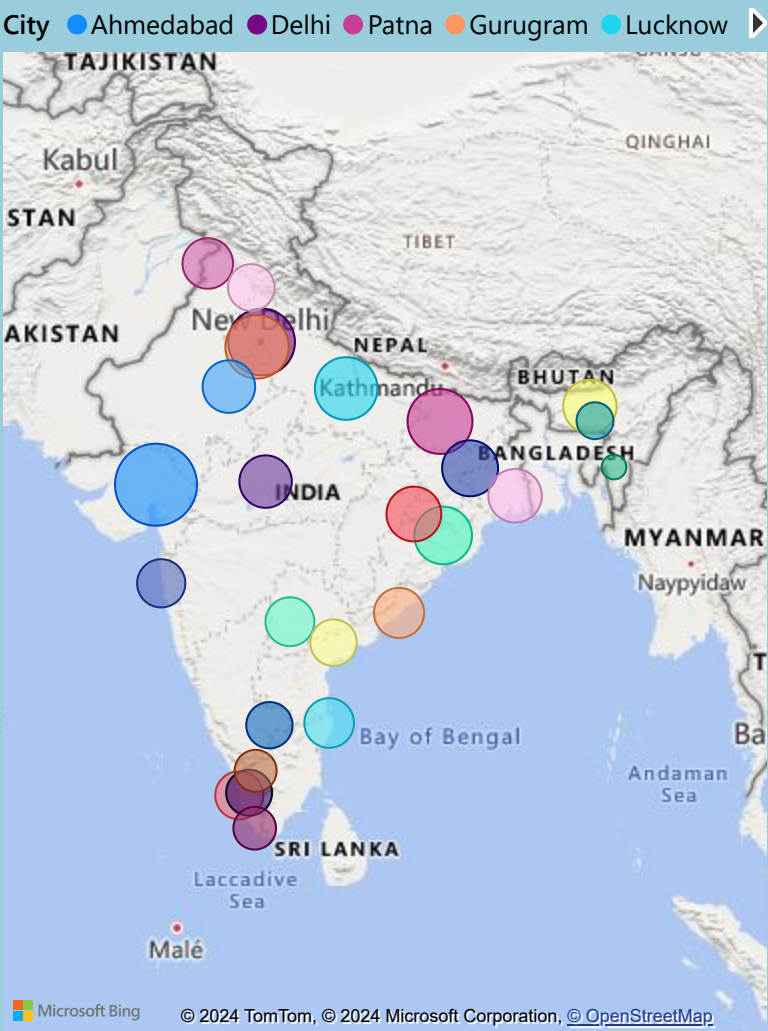 City Ahmedabad Delhi Patna Gurugram Lucknow
GANSU
TAJIKISTAN
QINGHAI
Kabul
STAN
TIBET
New Delhi
AKISTAN
NEPAL
BHUTAN
Kathmandu
BANGLADESH
INDIA
MYANMAR
Naypyidaw
T
Bay of Bengal
Ba
Andaman
Sea
SRI LANKA
Laccadive
Sea
Malé
Microsoft Bing
© 2024 TomTom, © 2024 Microsoft Corporation, © OpenStreetMap